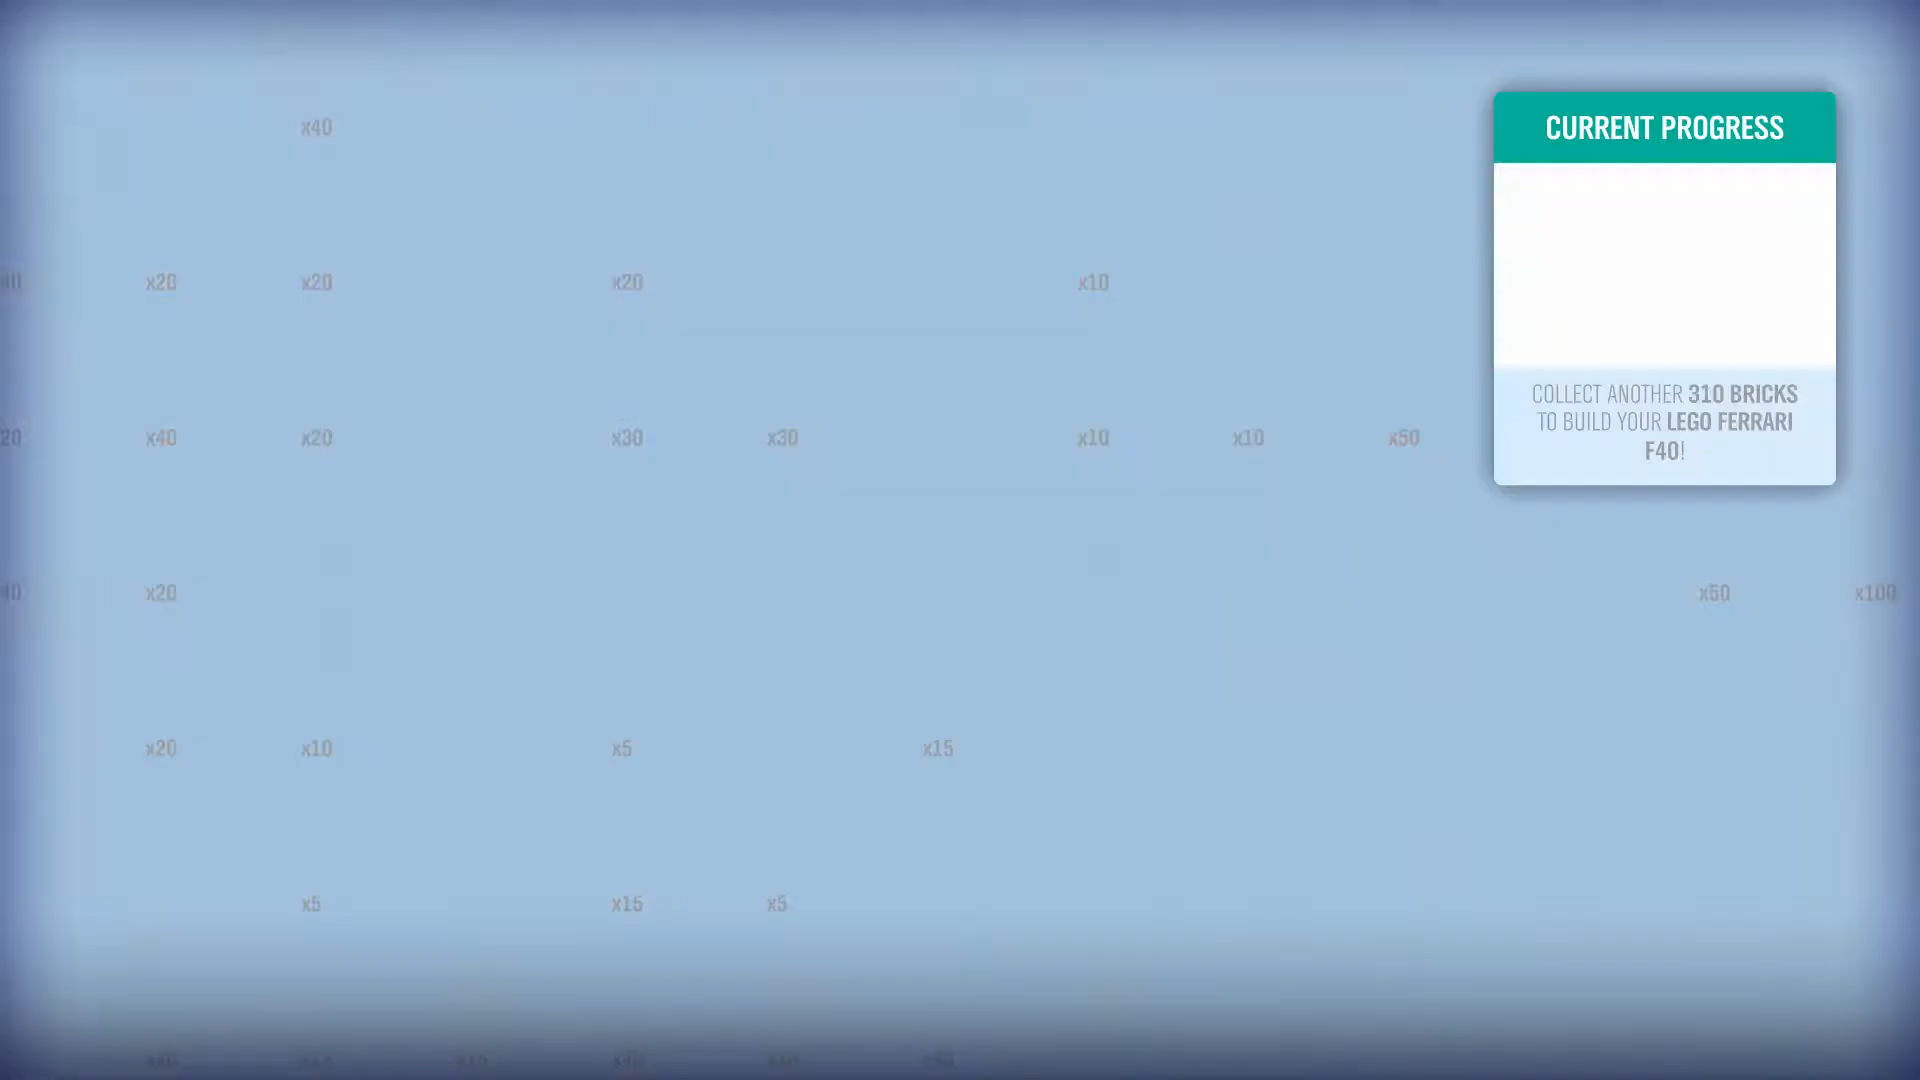 x40
CURRENT PROGRESS
x20 x20 x20 x10
COLLECT ANOTHER 310 BRICKS
TO BUILD YOUR LEGO FERRARI
F40!
20 x40 x20 x30 x30 x10 x10 x50
x20 x50 x100
x20 x10 x5 x15
x5 x15 x5